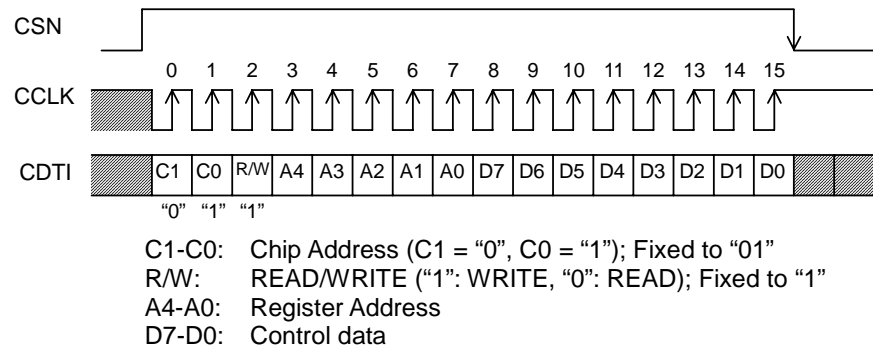 CSN
0 1 2 3 4 5 6 7 8 9 10 11 12 13 14 15
CCLK
CDTI C1 C0 R/W A4 A3 A2 A1 A0 D7 D6 D5 D4 D3 D2 D1 D0
“0” “1” “1”
C1-C0: Chip Address (C1 = “0”, C0 = “1”); Fixed to “01”
R/W: READ/WRITE (“1”: WRITE, “0”: READ); Fixed to “1”
A4-A0: Register Address
D7-D0: Control data